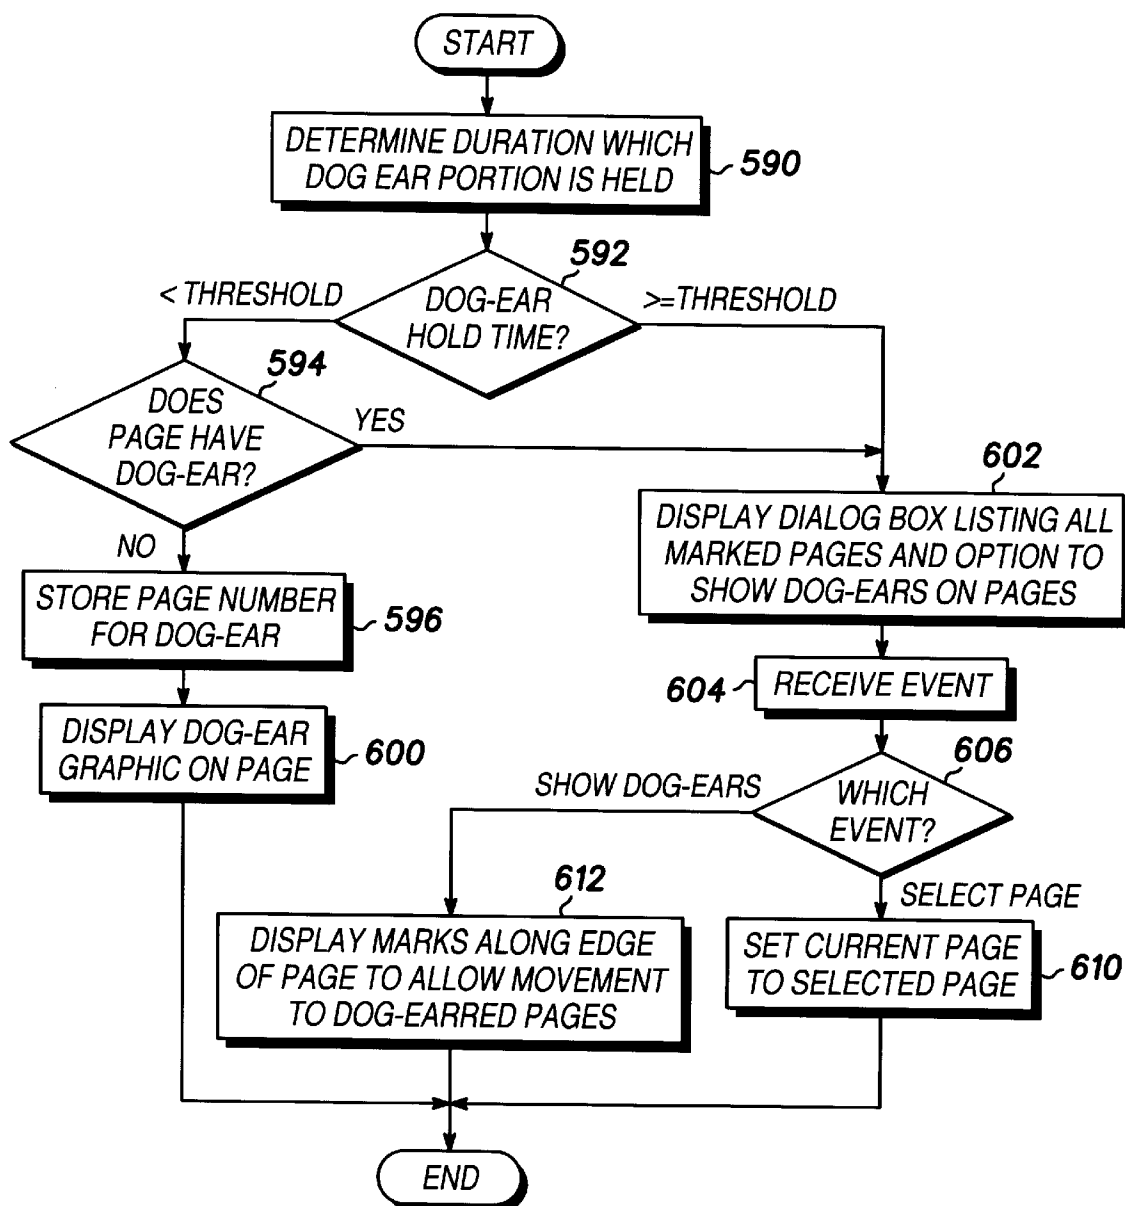 START
DETERMINE DURATION WHICH
DOG EAR PORTION IS HELD
590
592
< THRESHOLD
DOG-EAR
HOLD TIME?
>=THRESHOLD
594
DOES
PAGE HAVE
DOG-EAR?
YES
602
DISPLAY DIALOG BOX LISTING ALL
MARKED PAGES AND OPTION TO
SHOW DOG-EARS ON PAGES
NO
STORE PAGE NUMBER
FOR DOG-EAR
596
604
RECEIVE EVENT
DISPLAY DOG-EAR
GRAPHIC ON PAGE
600
606
SHOW DOG-EARS
WHICH
EVENT?
SELECT PAGE
612
DISPLAY MARKS ALONG EDGE
OF PAGE TO ALLOW MOVEMENT
TO DOG-EARRED PAGES
SET CURRENT PAGE
TO SELECTED PAGE
610
END